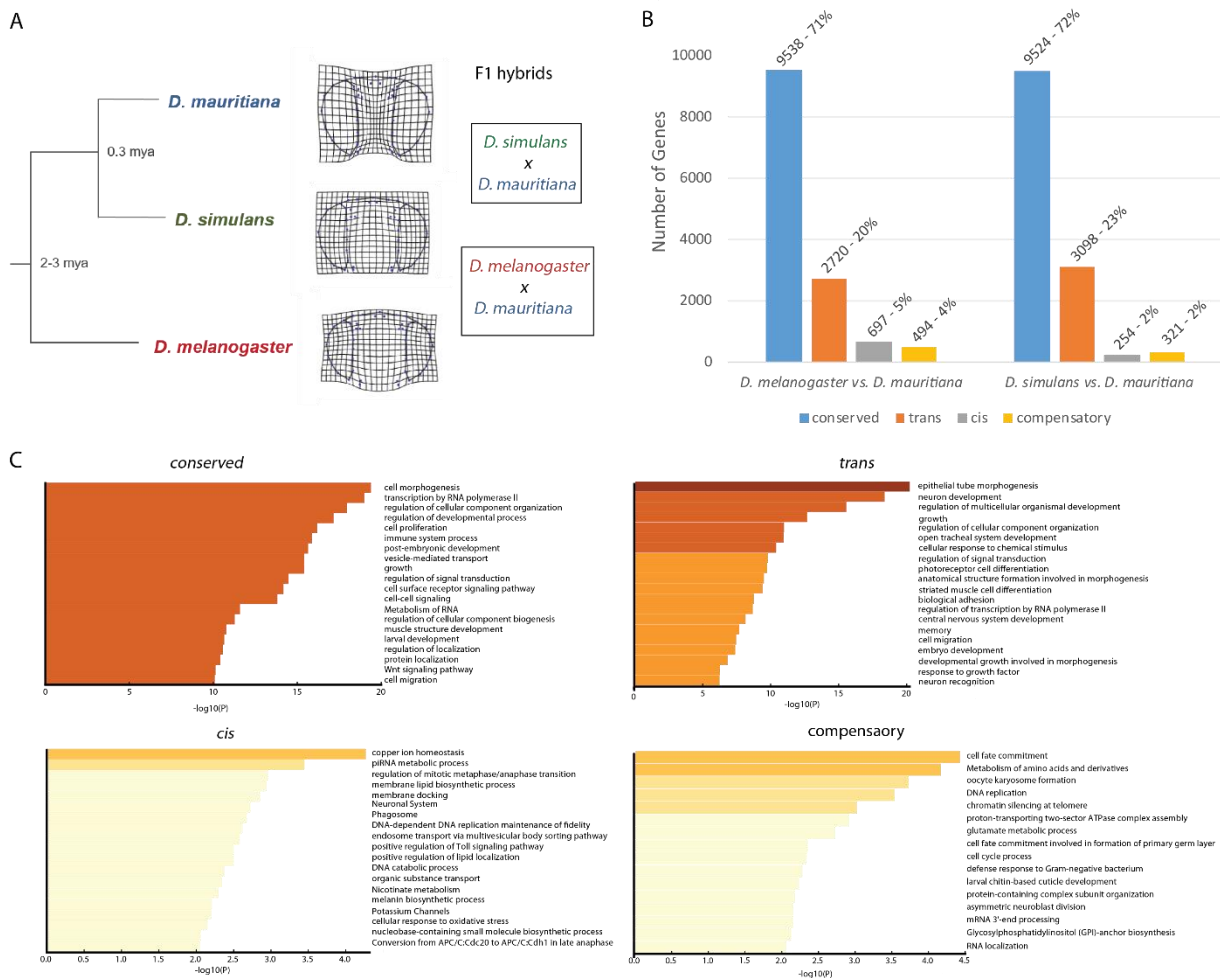 A
D. mauritiana
0.3 mya
D. simulans
2-3 mya
D. melanogaster
F1 hybrids
D. simulans
x
D. mauritiana
D. melanogaster
x
D. mauritiana
B
Number of Genes
10000
8000
6000
4000
2000
0
9538 - 71%
2720 - 20%
697 - 5%
494 - 4%
9524 - 72%
3098 - 23%
254 - 2%
321 - 2%
D. melanogaster vs. D. mauritiana
D. simulans vs. D. mauritiana
conserved trans cis compensatory
C
conserved
cell morphogenesis
transcription by RNA polymerase II
regulation of cellular component organization
regulation of developmental process
cell proliferation
immune system process
post-embryonic development
vesicle-mediated transport
growth
regulation of signal transduction
cell surface receptor signaling pathway
cell-cell signaling
Metabolism of RNA
regulation of cellular component biogenesis
muscle structure development
larval development
regulation of localization
protein localization
Wnt signaling pathway
cell migration
0 5 10 15 20
-log10(P)
trans
epithelial tube morphogenesis
neuron development
regulation of multicellular organismal development
growth
regulation of cellular component organization
open tracheal system development
cellular response to chemical stimulus
regulation of signal transduction
photoreceptor cell differentiation
anatomical structure formation involved in morphogenesis
striated muscle cell differentiation
biological adhesion
regulation of transcription by RNA polymerase II
central nervous system development
memory
cell migration
embryo development
developmental growth involved in morphogenesis
response to growth factor
neuron recognition
0 5 10 15 20
-log10(P)
cis
copper ion homeostasis
piRNA metabolic process
regulation of mitotic metaphase/anaphase transition
membrane lipid biosynthetic process
membrane docking
Neuronal System
Phagosome
DNA-dependent DNA replication maintenance of fidelity
endosome transport via multivesicular body sorting pathway
positive regulation of Toll signaling pathway
positive regulation of lipid localization
DNA catabolic process
organic substance transport
Nicotinate metabolism
melanin biosynthetic process
Potassium Channels
cellular response to oxidative stress
nucleobase-containing small molecule biosynthetic process
Conversion from APC/C:Cdc20 to APC/C:Cdh1 in late anaphase
0.0 0.5 1.0 1.5 2.0 2.5 3.0 3.5 4.0
-log10(P)
compensaory
cell fate commitment
Metabolism of amino acids and derivatives
oocyte karyosome formation
DNA replication
chromatin silencing at telomere
proton-transporting two-sector ATPase complex assembly
glutamate metabolic process
cell fate commitment involved in formation of primary germ layer
cell cycle process
defense response to Gram-negative bacterium
larval chitin-based cuticle development
protein-containing complex subunit organization
asymmetric neuroblast division
mRNA 3'-end processing
Glycosylphosphatidylinositol (GPI)-anchor biosynthesis
RNA localization
0.0 0.5 1.0 1.5 2.0 2.5 3.0 3.5 4.0 4.5
-log10(P)